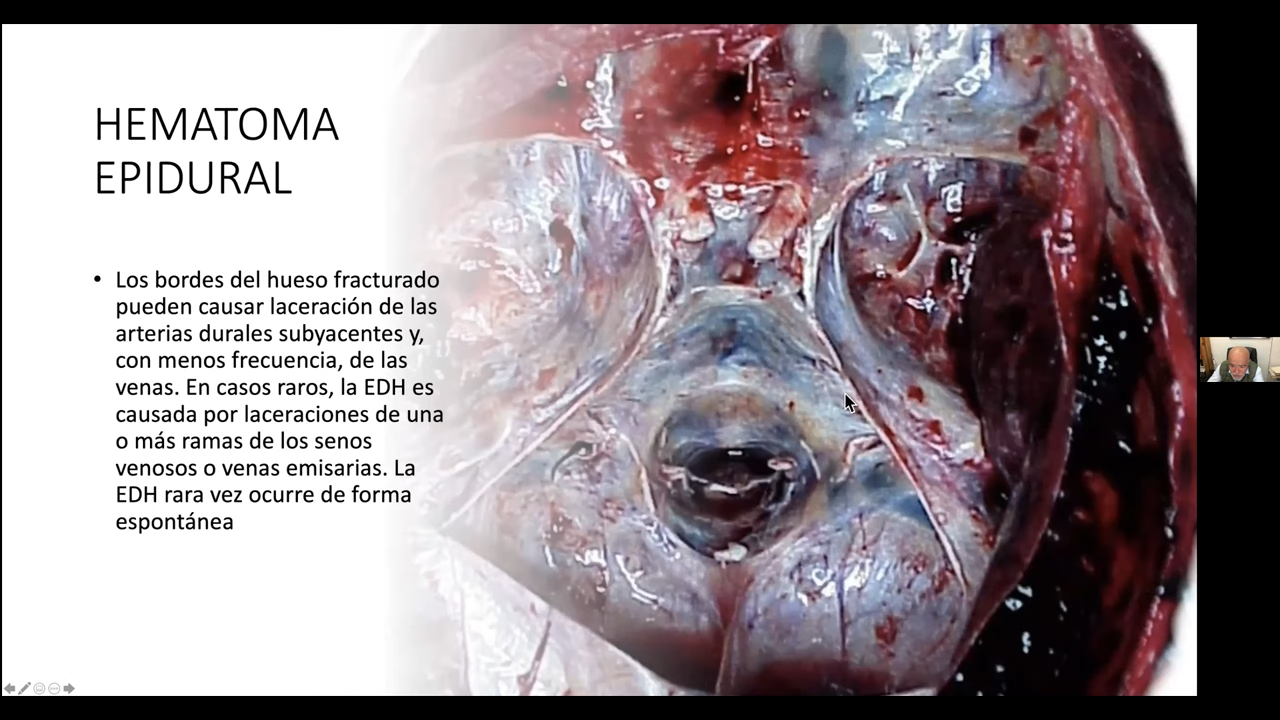 HEMATOMA
EPIDURAL
• Los bordes del hueso fracturado
pueden causar laceración de las
arterias durales subyacentes y,
con menos frecuencia, de las
venas. En casos raros, la EDH es
causada por laceraciones de una
o más ramas de los senos
venosos o venas emisarias. La
EDH rara vez ocurre de forma
espontánea